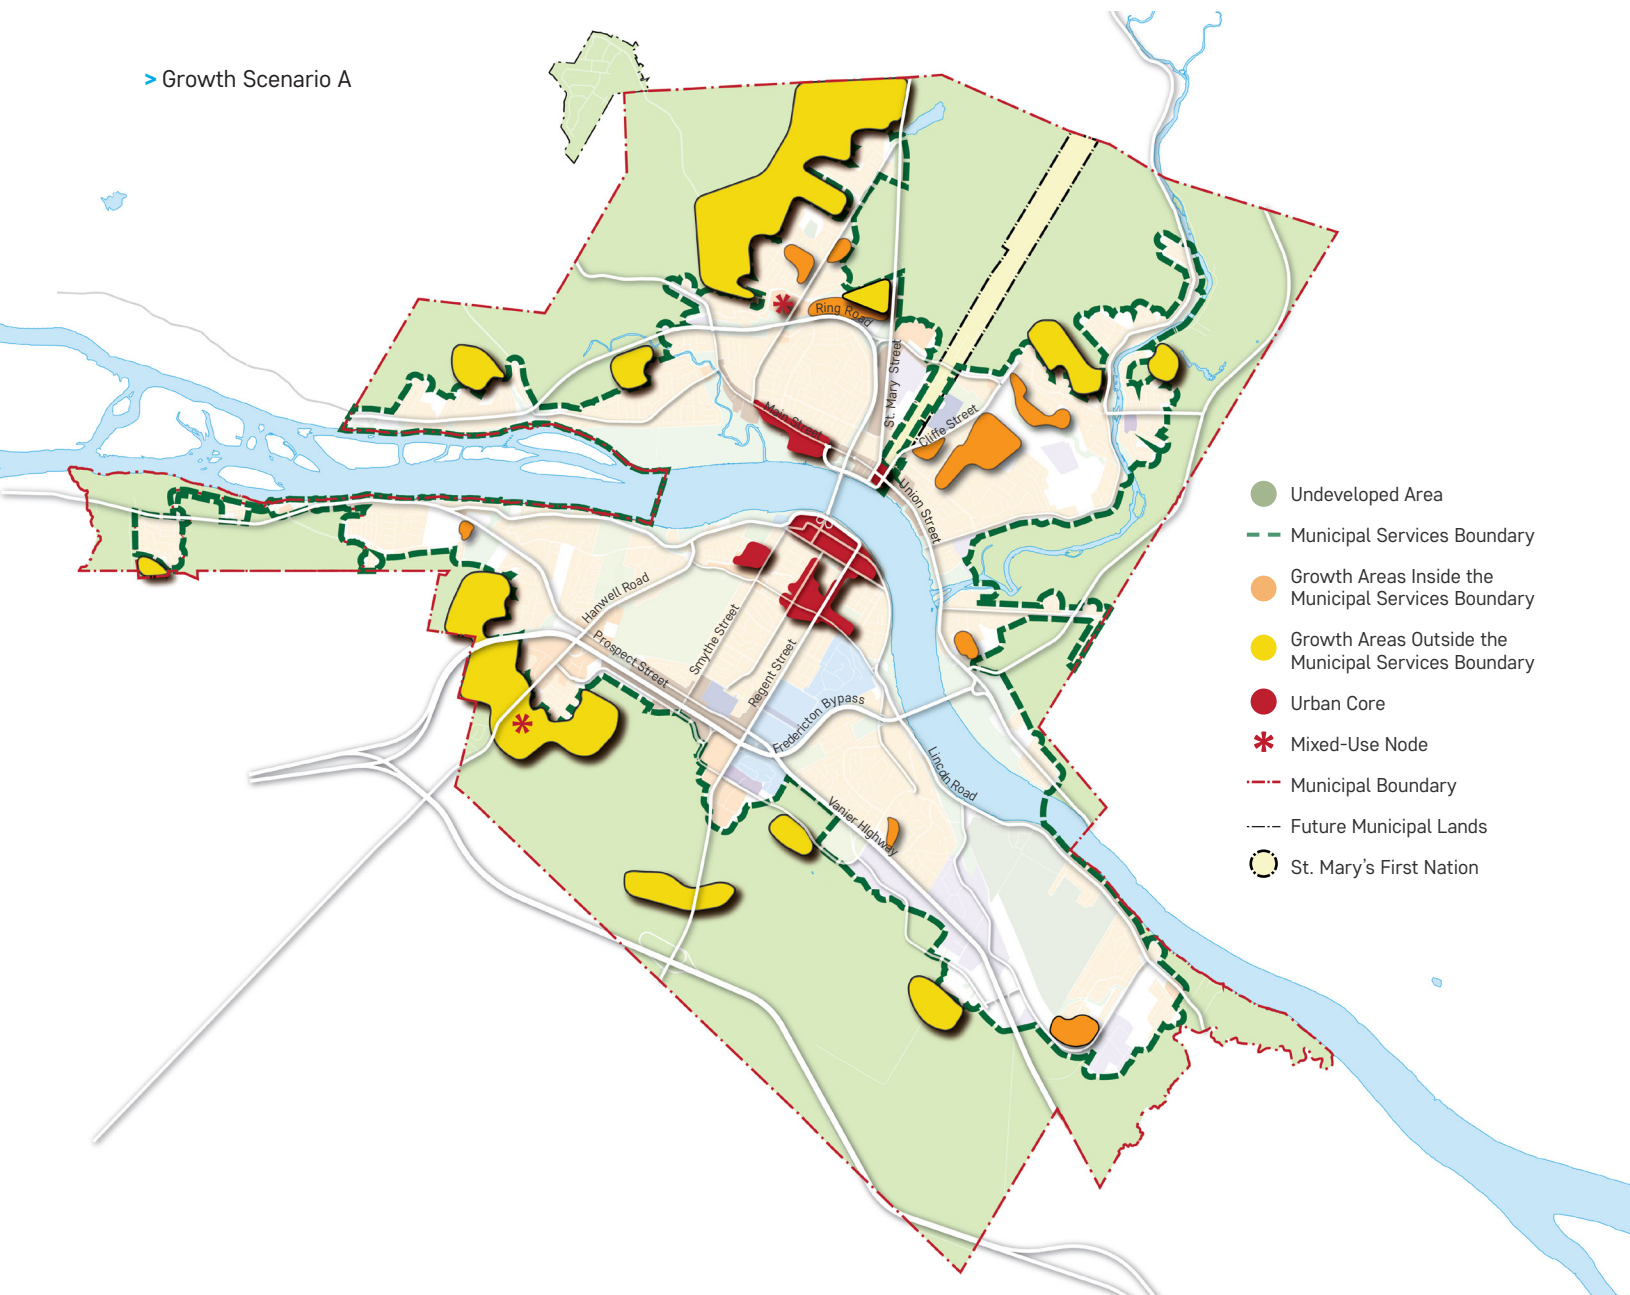 > Growth Scenario A
Ring Road
St. Mary Street
Main Street
Cliffe Street
Union Street
Hanwell Road
Prospect Street
Smythe Street
Regent Street
Fredericton Bypass
Lincoln Road
Vanier HIghway
Undeveloped Area
Municipal Services Boundary
Growth Areas Inside the
Municipal Services Boundary
Growth Areas Outside the
Municipal Services Boundary
Urban Core
Mixed-Use Node
Municipal Boundary
Future Municipal Lands
St. Mary's First Nation